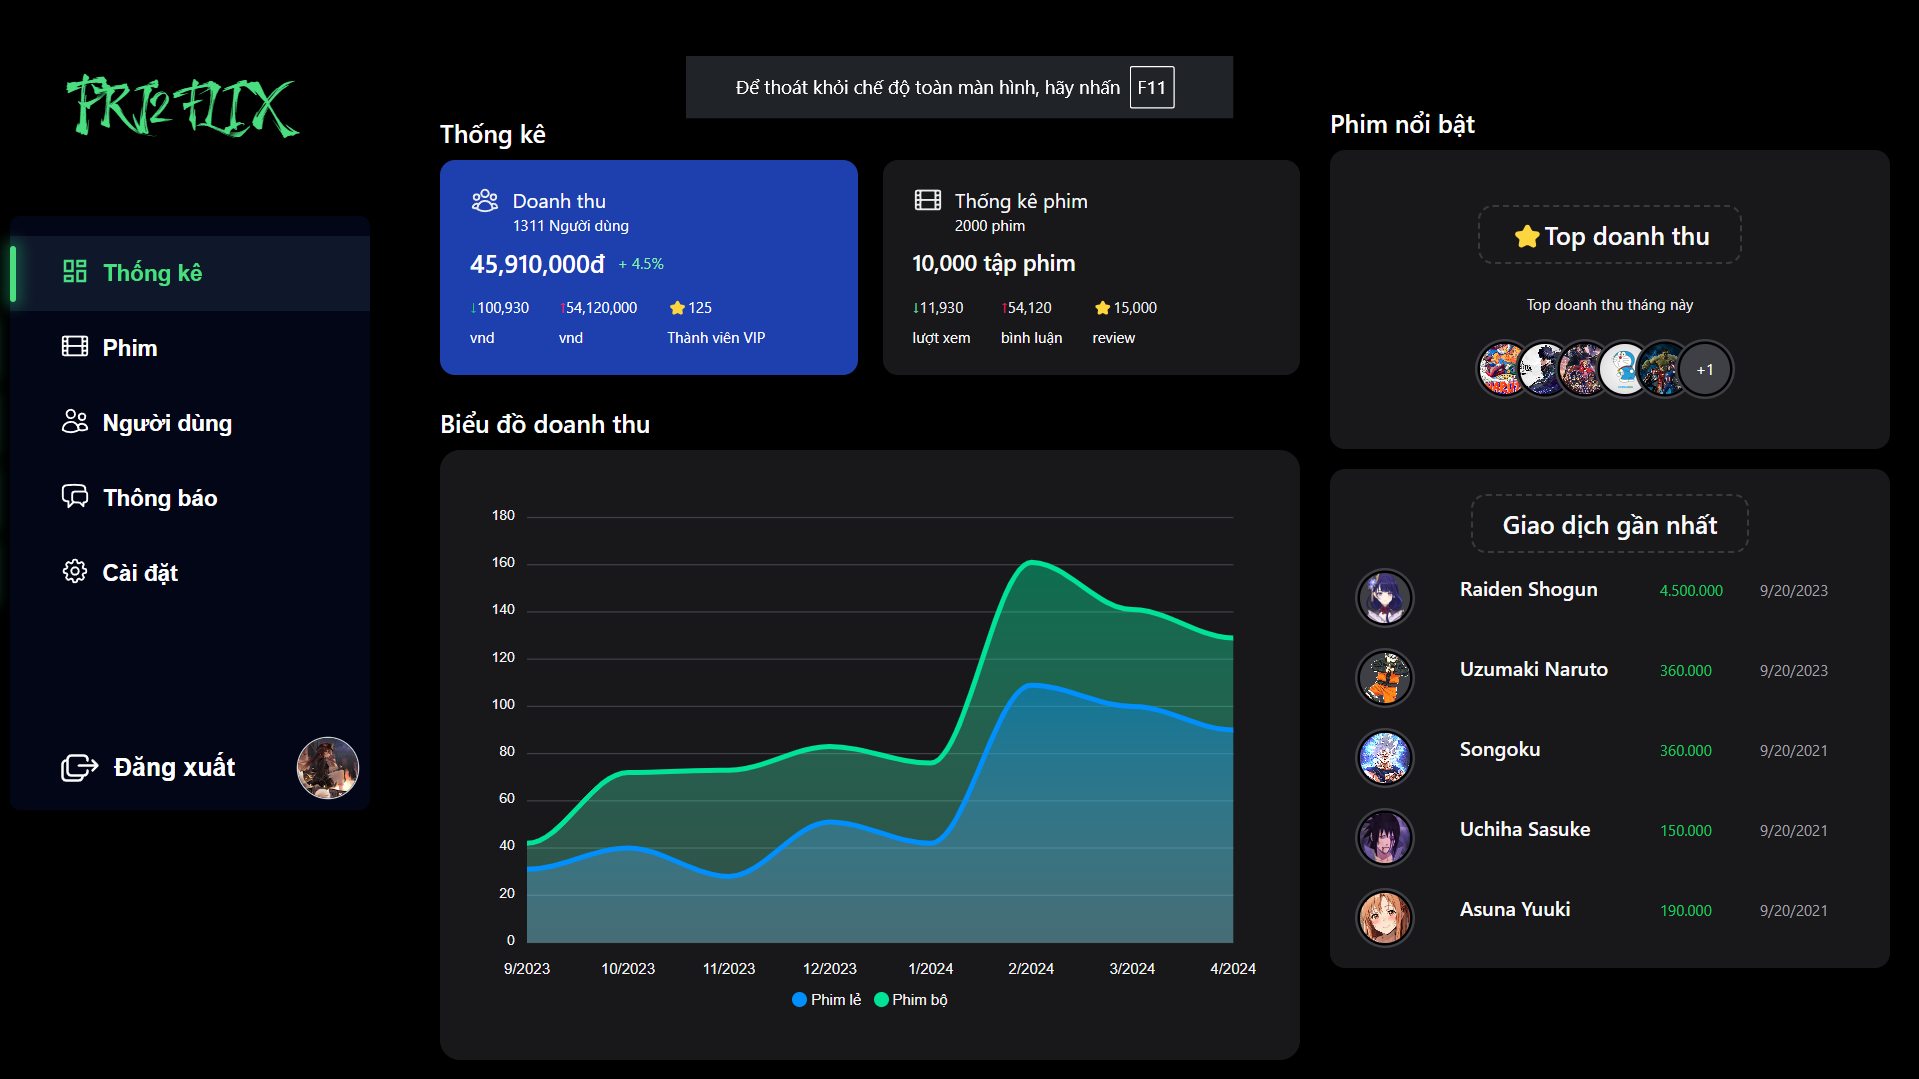 PRJ2FLIX
Thống kê
Phim
Người dùng
Thông báo
Cài đặt
Đăng xuất
Để thoát khỏi chế độ toàn màn hình, hãy nhấn F11
Thống kê
Doanh thu
1311 Người dùng
45,910,000đ + 4.5%
↓100,930 ↑54,120,000 ⭐ 125
vnd vnd Thành viên VIP
Thống kê phim
2000 phim
10,000 tập phim
↓11,930 ↑54,120 ⭐ 15,000
lượt xem bình luận review
Biểu đồ doanh thu
180
160
140
120
100
80
60
40
20
0
9/2023 10/2023 11/2023 12/2023 1/2024 2/2024 3/2024 4/2024
Phim lẻ Phim bộ
Phim nổi bật
⭐ Top doanh thu
Top doanh thu tháng này
+1
Giao dịch gần nhất
Raiden Shogun 4.500.000 9/20/2023
Uzumaki Naruto 360.000 9/20/2023
Songoku 360.000 9/20/2021
Uchiha Sasuke 150.000 9/20/2021
Asuna Yuuki 190.000 9/20/2021